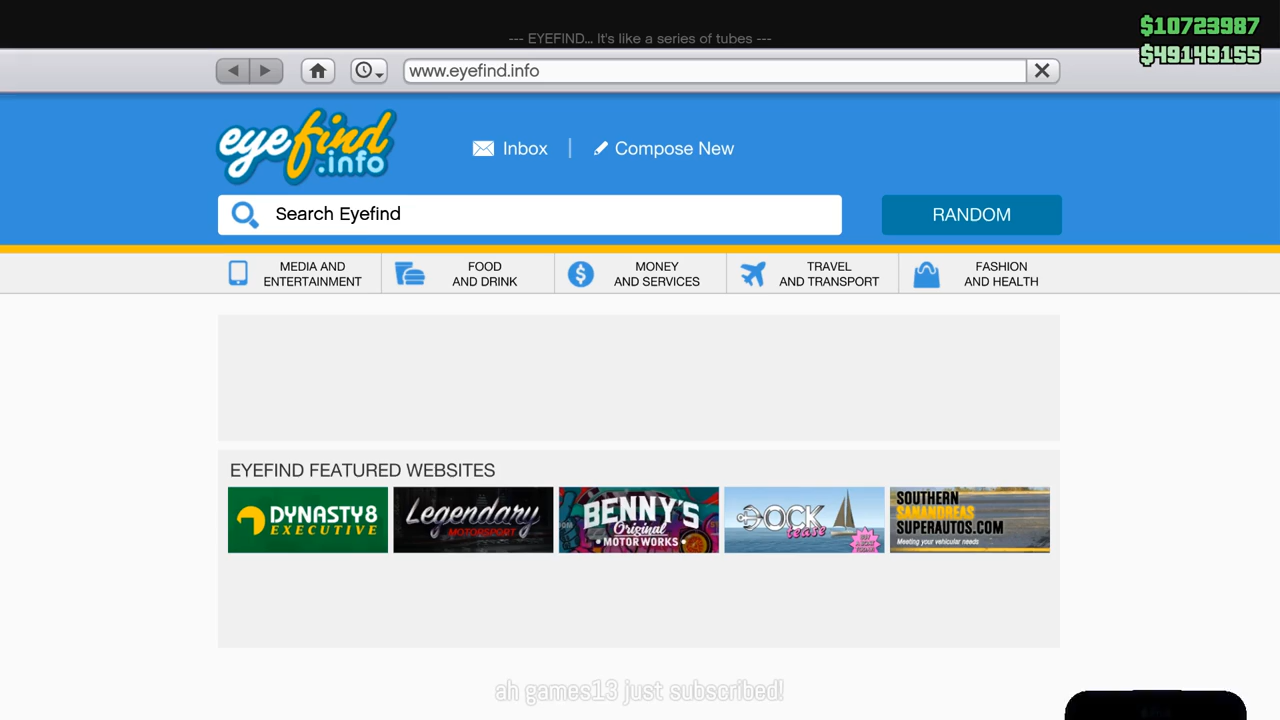 --- EYEFIND... It's like a series of tubes ---
$10723987
$49149155
www.eyefind.info
eyefind
.info
Inbox
Compose New
Search Eyefind
RANDOM
MEDIA AND
ENTERTAINMENT
FOOD
AND DRINK
MONEY
AND SERVICES
TRAVEL
AND TRANSPORT
FASHION
AND HEALTH
EYEFIND FEATURED WEBSITES
DYNASTY8
EXECUTIVE
Legendary
MOTORSPORT
BENNY'S
Original
MOTOR WORKS
DOCK
tease
SOUTHERN
SANANDREAS
SUPERAUTOS.COM
Meeting your vehicular needs
ah games13 just subscribed!